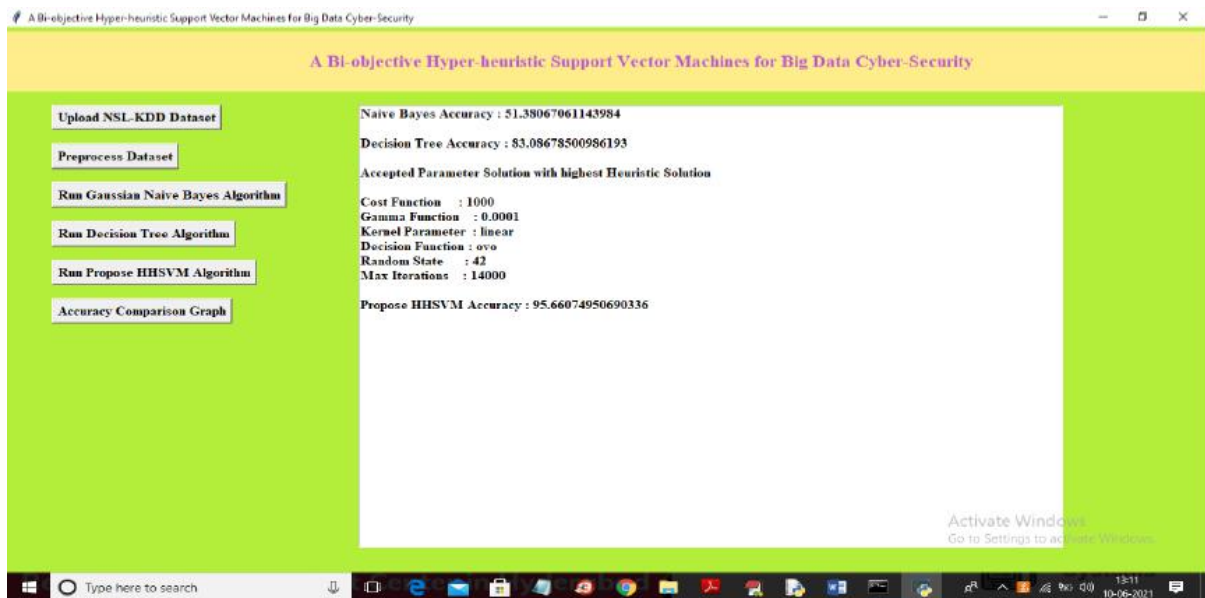 A Bi-objective Hyper-heuristic Support Vector Machines for Big Data Cyber-Security
A Bi-objective Hyper-heuristic Support Vector Machines for Big Data Cyber-Security
Upload NSL-KDD Dataset
Preprocess Dataset
Run Gaussian Naive Bayes Algorithm
Run Decision Tree Algorithm
Run Propose HHSVM Algorithm
Accuracy Comparison Graph
Naive Bayes Accuracy : 51.38067061143984
Decision Tree Accuracy : 83.08678500986193
Accepted Parameter Solution with highest Heuristic Solution
Cost Function : 1000
Gamma Function : 0.0001
Kernel Parameter : linear
Decision Function : ovo
Random State : 42
Max Iterations : 14000
Propose HHSVM Accuracy : 95.66074950690336
Activate Windows
Go to Settings to activate Windows.
Type here to search
13:11
10-06-2021